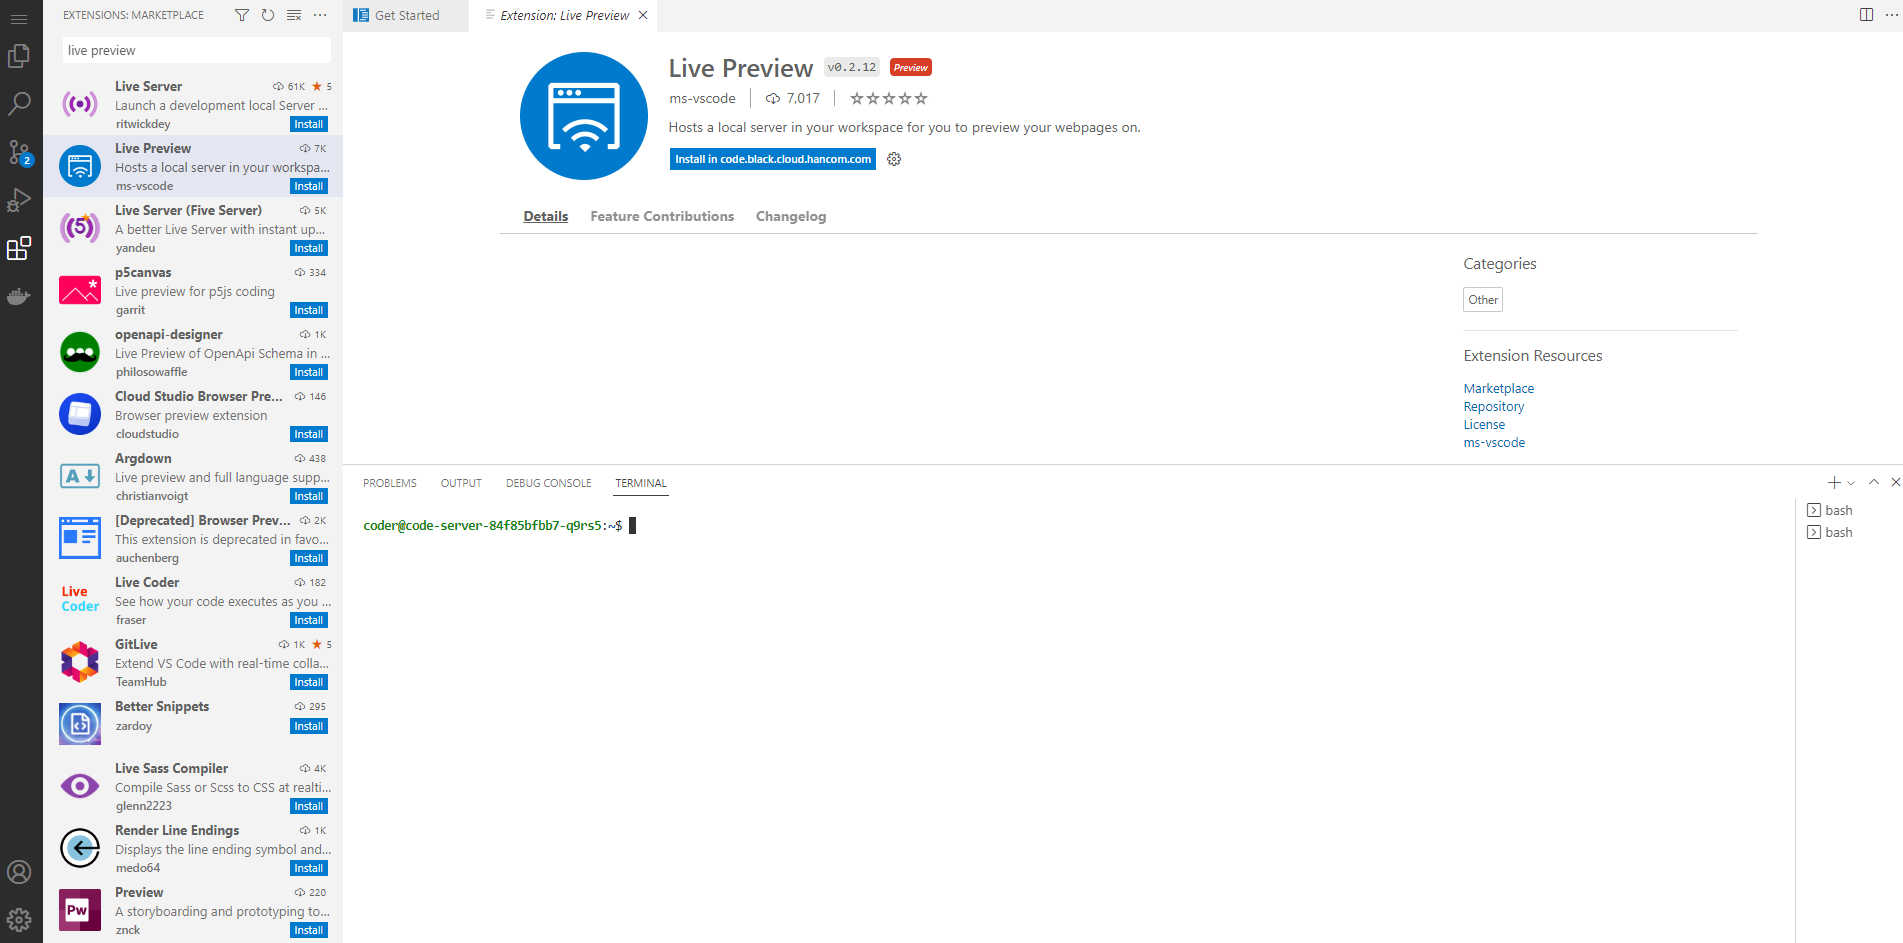 EXTENSIONS: MARKETPLACE
live preview
Live Server 61K ★ 5
Launch a development local Server ...
ritwickdey Install
Live Preview 7K
Hosts a local server in your workspa...
ms-vscode Install
Live Server (Five Server) 5K
A better Live Server with instant up...
yandeu Install
p5canvas 334
Live preview for p5js coding
garrit Install
openapi-designer 1K
Live Preview of OpenApi Schema in ...
philosowaffle Install
Cloud Studio Browser Pre... 146
Browser preview extension
cloudstudio Install
Argdown 438
Live preview and full language supp...
christianvoigt Install
[Deprecated] Browser Prev... 2K
This extension is deprecated in favo...
auchenberg Install
Live Coder
Live Coder 182
See how your code executes as you ...
fraser Install
GitLive 1K ★ 5
Extend VS Code with real-time colla...
TeamHub Install
Better Snippets 295
zardoy Install
Live Sass Compiler 4K
Compile Sass or Scss to CSS at realti...
glenn2223 Install
Render Line Endings 1K
Displays the line ending symbol and...
medo64 Install
Pw
Preview 220
A storyboarding and prototyping to...
znck Install
2
5
A
Get Started
Extension: Live Preview
Live Preview v0.2.12 Preview
ms-vscode 7,017
Hosts a local server in your workspace for you to preview your webpages on.
Install in code.black.cloud.hancom.com
Details Feature Contributions Changelog
Categories
Other
Extension Resources
Marketplace
Repository
License
ms-vscode
PROBLEMS OUTPUT DEBUG CONSOLE TERMINAL
coder@code-server-84f85bfbb7-q9rs5:~$
bash
bash